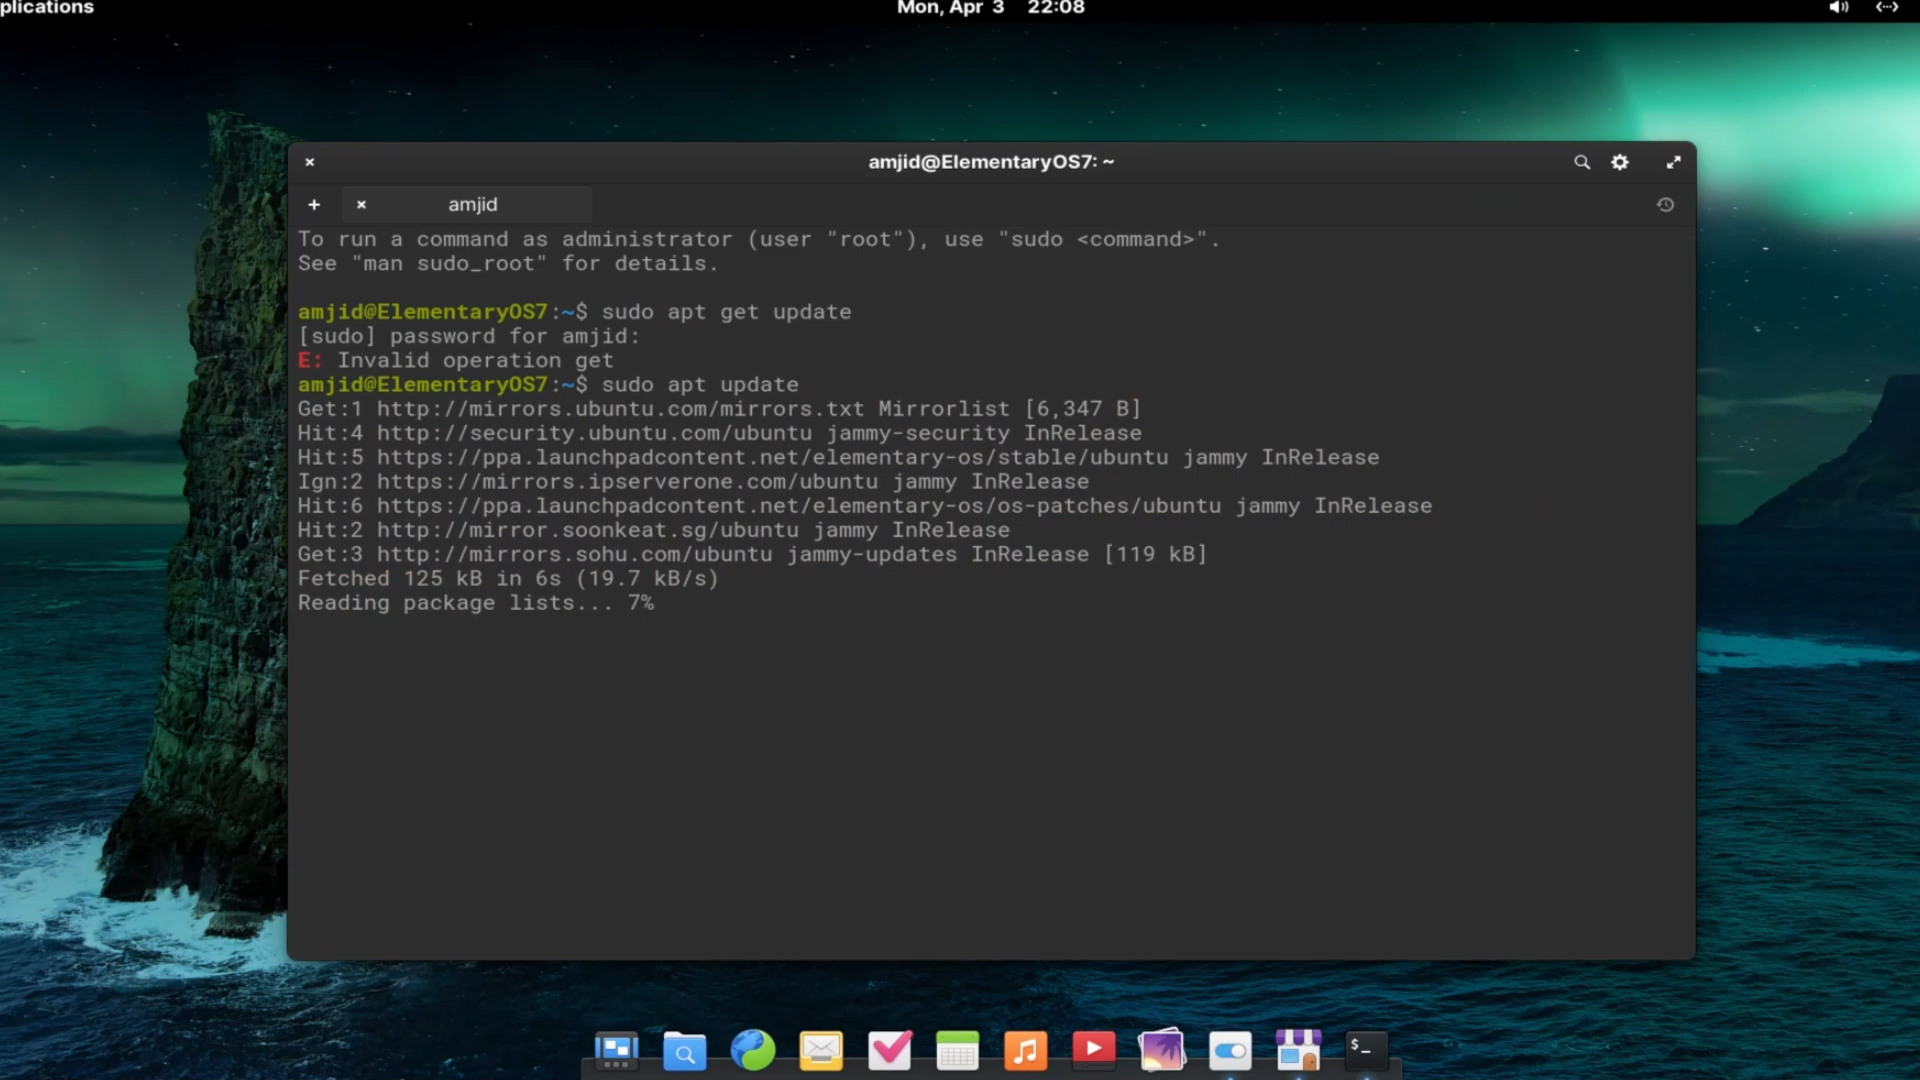 plications
Mon, Apr 3 22:08
amjid@ElementaryOS7: ~
amjid
To run a command as administrator (user "root"), use "sudo <command>".
See "man sudo_root" for details.
amjid@ElementaryOS7:~$ sudo apt get update
[sudo] password for amjid:
E: Invalid operation get
amjid@ElementaryOS7:~$ sudo apt update
Get:1 http://mirrors.ubuntu.com/mirrors.txt Mirrorlist [6,347 B]
Hit:4 http://security.ubuntu.com/ubuntu jammy-security InRelease
Hit:5 https://ppa.launchpadcontent.net/elementary-os/stable/ubuntu jammy InRelease
Ign:2 https://mirrors.ipserverone.com/ubuntu jammy InRelease
Hit:6 https://ppa.launchpadcontent.net/elementary-os/os-patches/ubuntu jammy InRelease
Hit:2 http://mirror.soonkeat.sg/ubuntu jammy InRelease
Get:3 http://mirrors.sohu.com/ubuntu jammy-updates InRelease [119 kB]
Fetched 125 kB in 6s (19.7 kB/s)
Reading package lists... 7%
$_